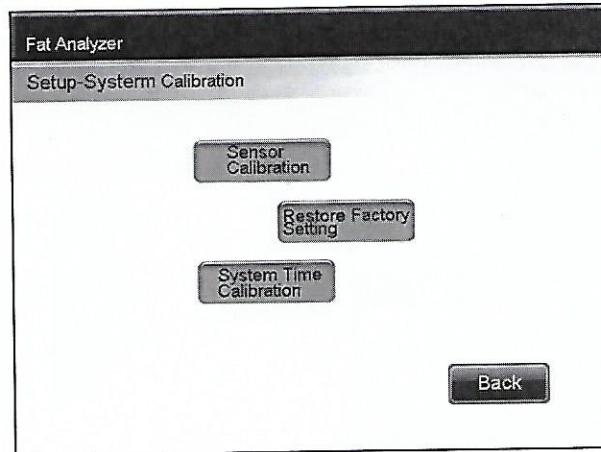 Fat Analyzer
Setup-Systerm Calibration
Sensor
Calibration
Restore Factory
Setting
System Time
Calibration
Back